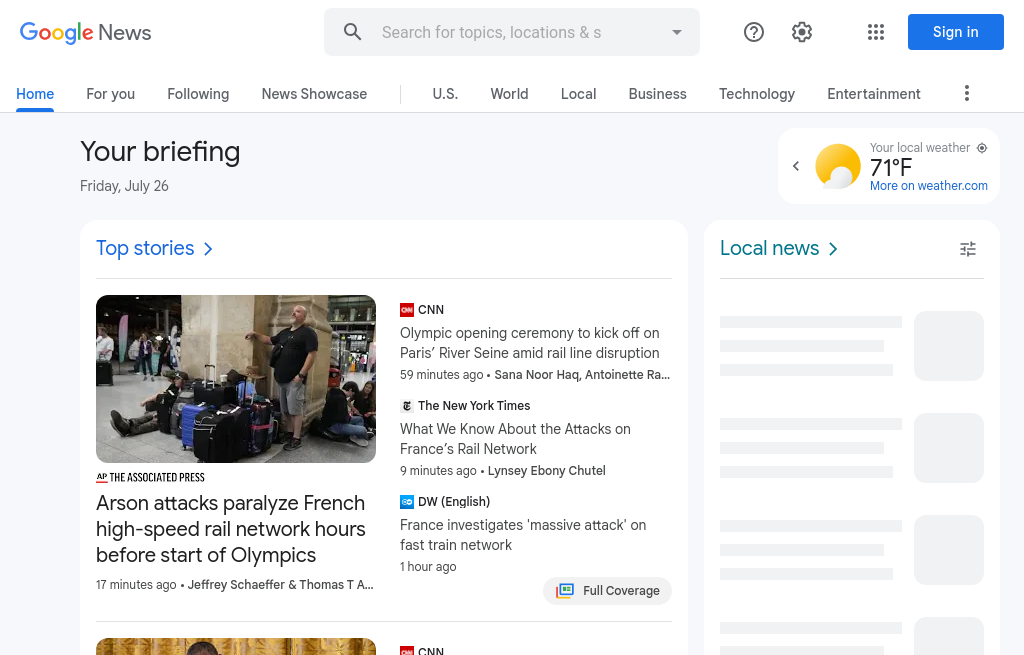 Google News
Search for topics, locations & s
Sign in
Home
For you
Following
News Showcase
U.S.
World
Local
Business
Technology
Entertainment
Your briefing
Friday, July 26
Your local weather
71°F
More on weather.com
Top stories
THE ASSOCIATED PRESS
Arson attacks paralyze French
high-speed rail network hours
before start of Olympics
17 minutes ago • Jeffrey Schaeffer & Thomas T A...
CNN
Olympic opening ceremony to kick off on
Paris’ River Seine amid rail line disruption
59 minutes ago • Sana Noor Haq, Antoinette Ra...
The New York Times
What We Know About the Attacks on
France’s Rail Network
9 minutes ago • Lynsey Ebony Chutel
DW (English)
France investigates 'massive attack' on
fast train network
1 hour ago
Full Coverage
CNN
Local news